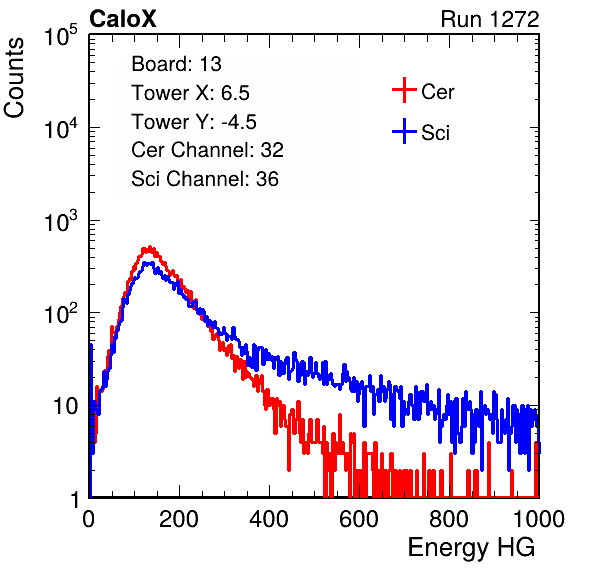 CaloX Run 1272
Counts
10^5
10^4
10^3
10^2
10
1
Board: 13
Tower X: 6.5
Tower Y: -4.5
Cer Channel: 32
Sci Channel: 36
Cer
Sci
0 200 400 600 800 1000
Energy HG